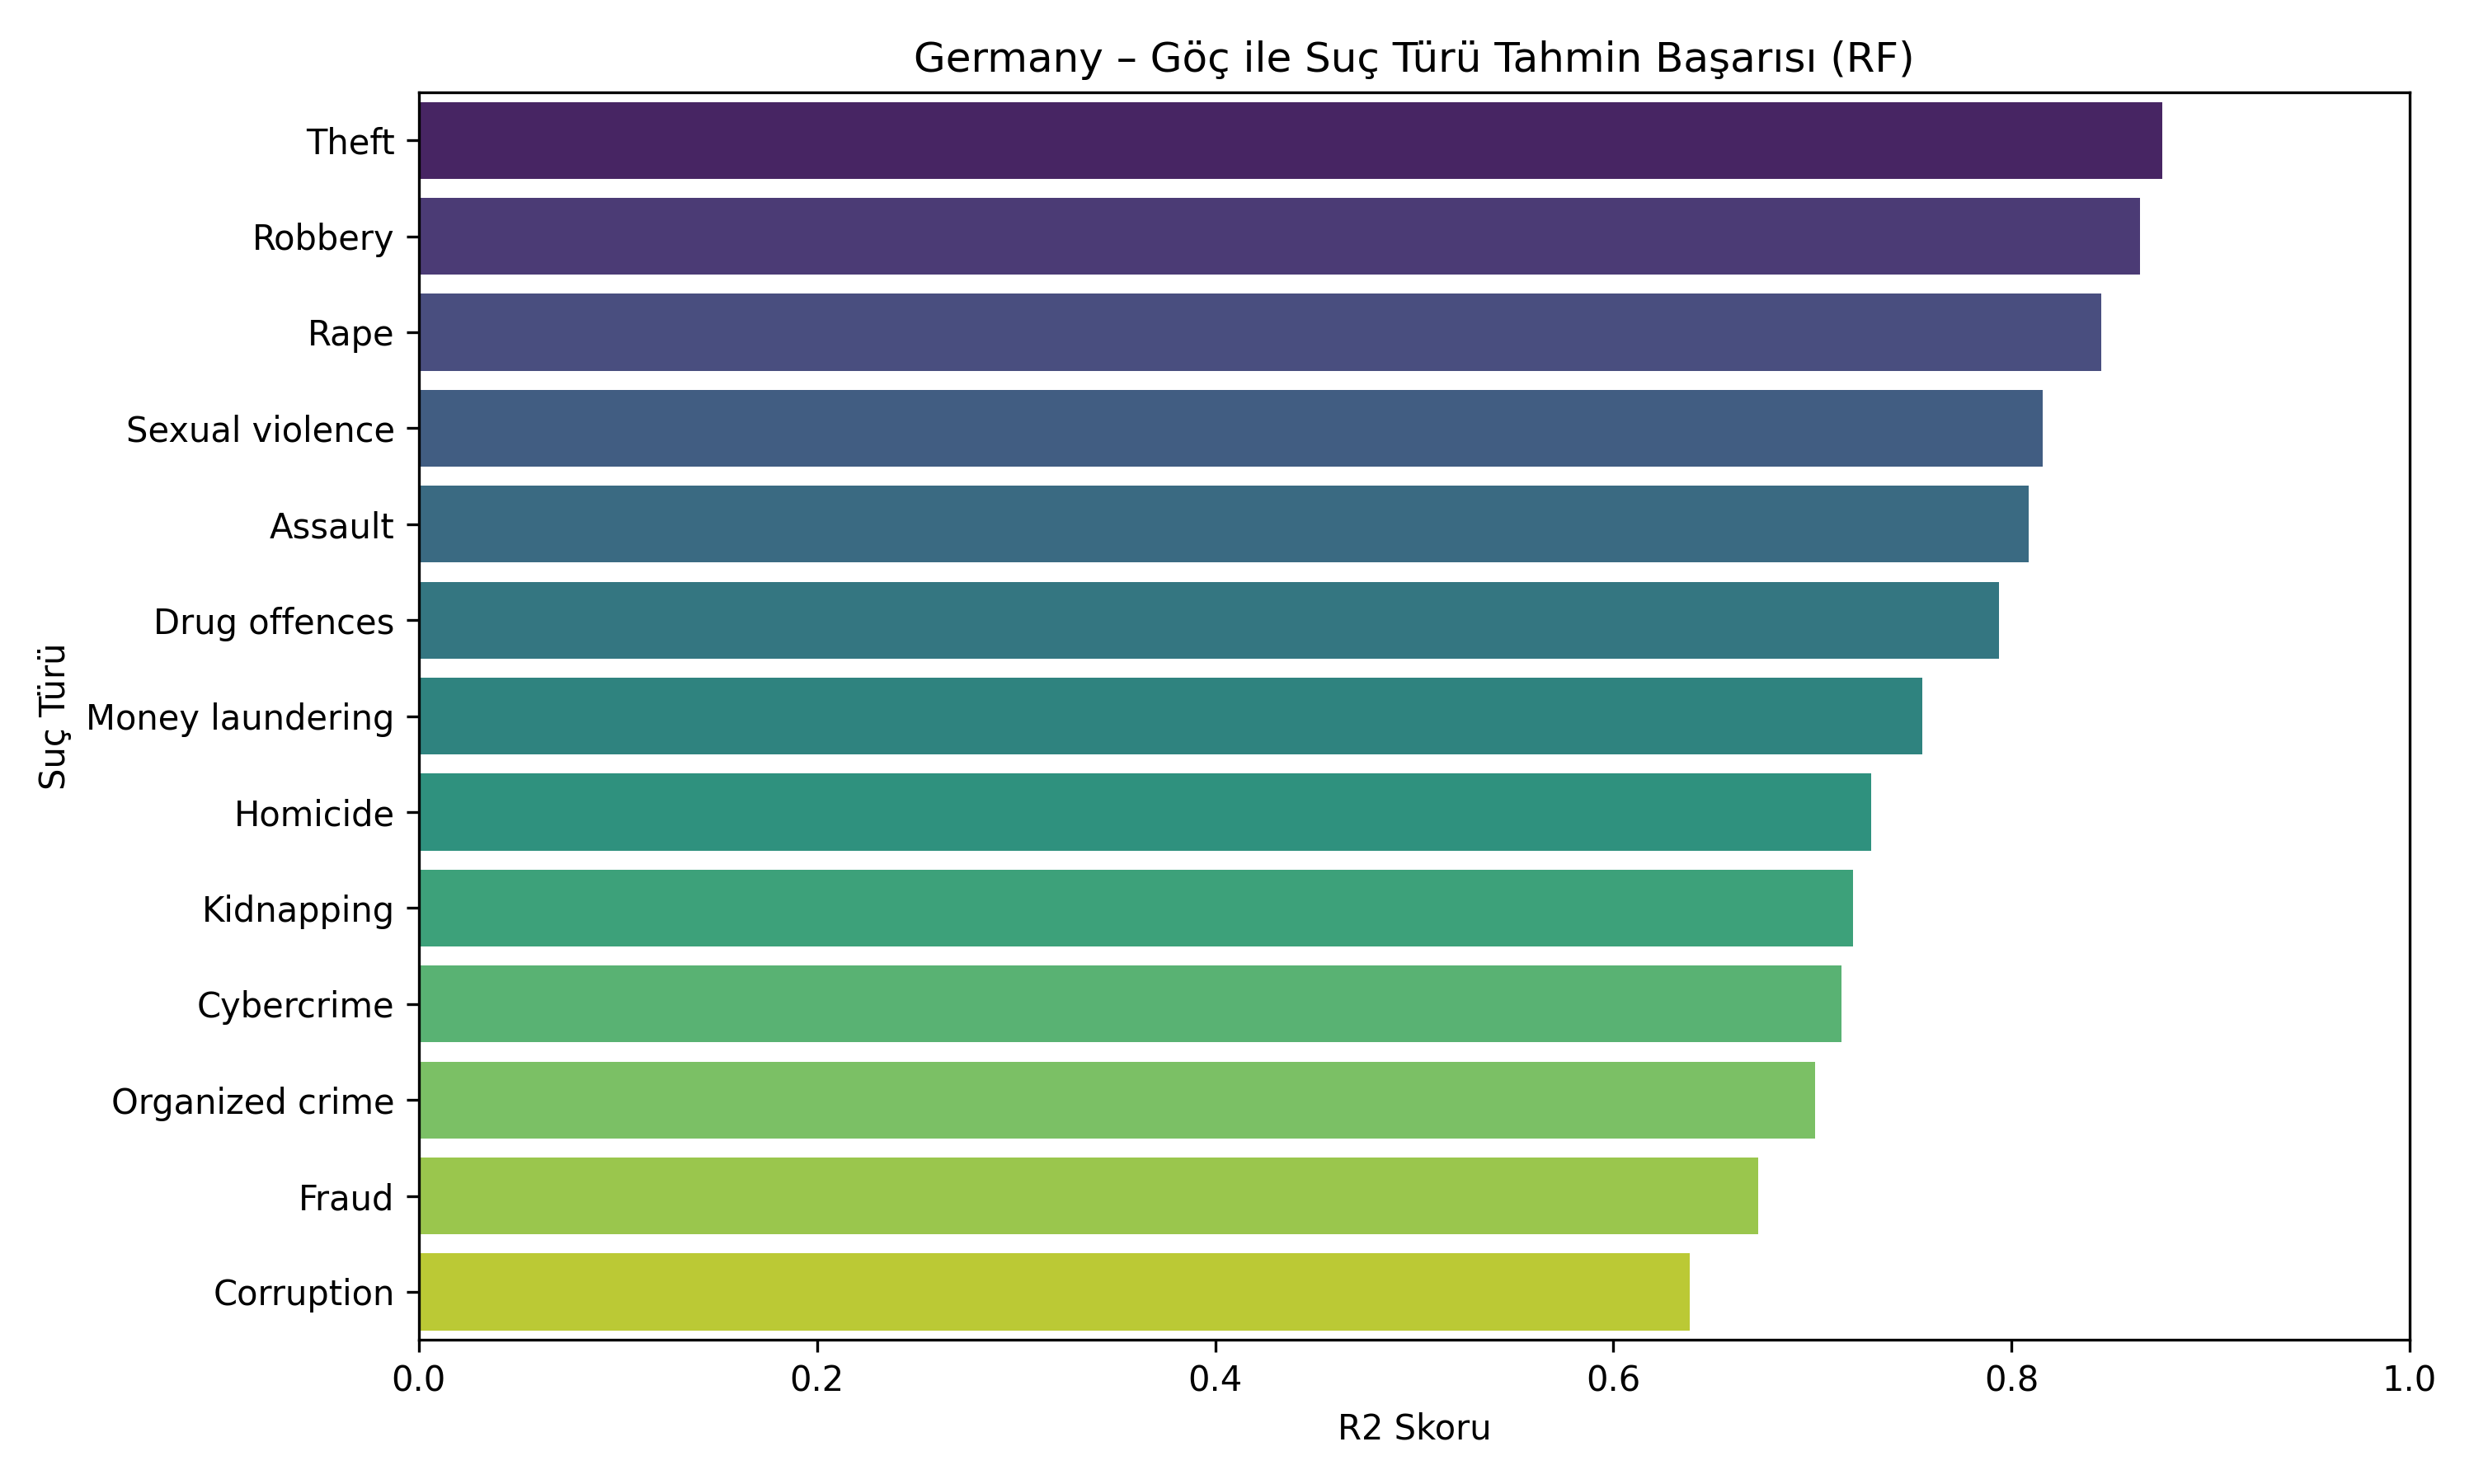 Germany – Göç ile Suç Türü Tahmin Başarısı (RF)
Suç Türü
Theft
Robbery
Rape
Sexual violence
Assault
Drug offences
Money laundering
Homicide
Kidnapping
Cybercrime
Organized crime
Fraud
Corruption
0.0 0.2 0.4 0.6 0.8 1.0
R2 Skoru